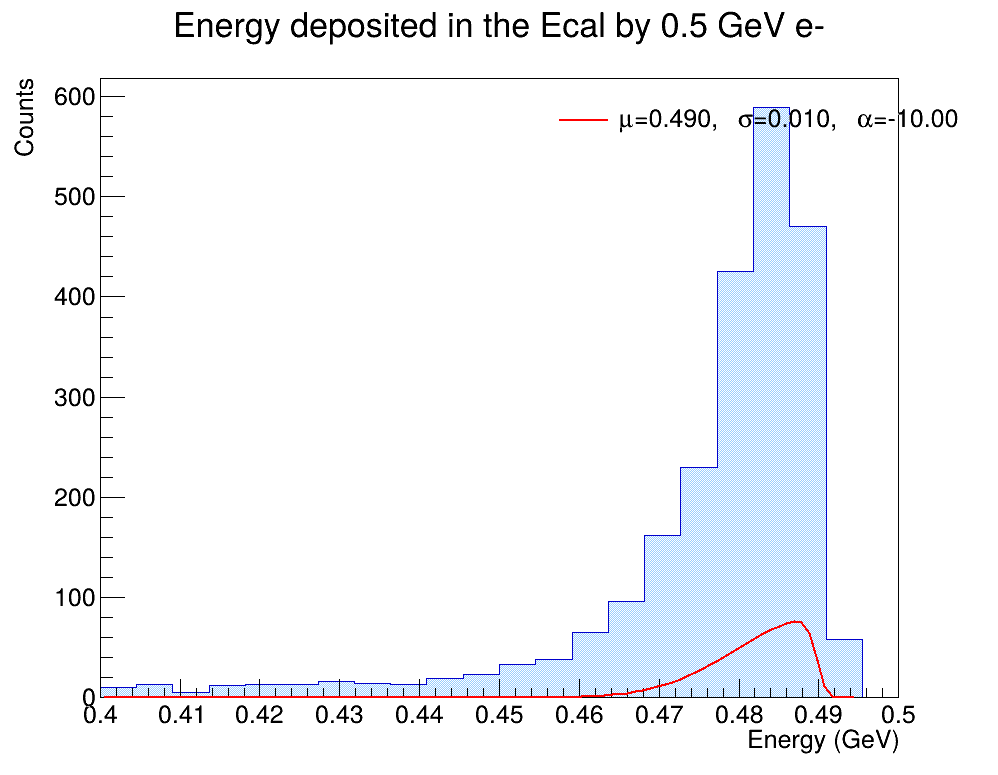 Energy deposited in the Ecal by 0.5 GeV e-
Counts
μ=0.490, σ=0.010, α=-10.00
600
500
400
300
200
100
0
0.4 0.41 0.42 0.43 0.44 0.45 0.46 0.47 0.48 0.49 0.5
Energy (GeV)